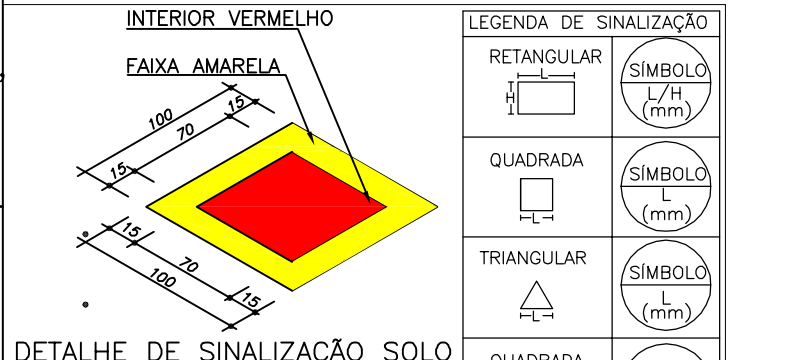 INTERIOR VERMELHO
FAIXA AMARELA
100
15
70
15
15
70
100
15
DETALHE DE SINALIZAÇÃO SOLO
LEGENDA DE SINALIZAÇÃO
RETANGULAR
L
H
SÍMBOLO
L/H
(mm)
QUADRADA
L
SÍMBOLO
L
(mm)
TRIANGULAR
L
SÍMBOLO
L
(mm)
QUADRADA